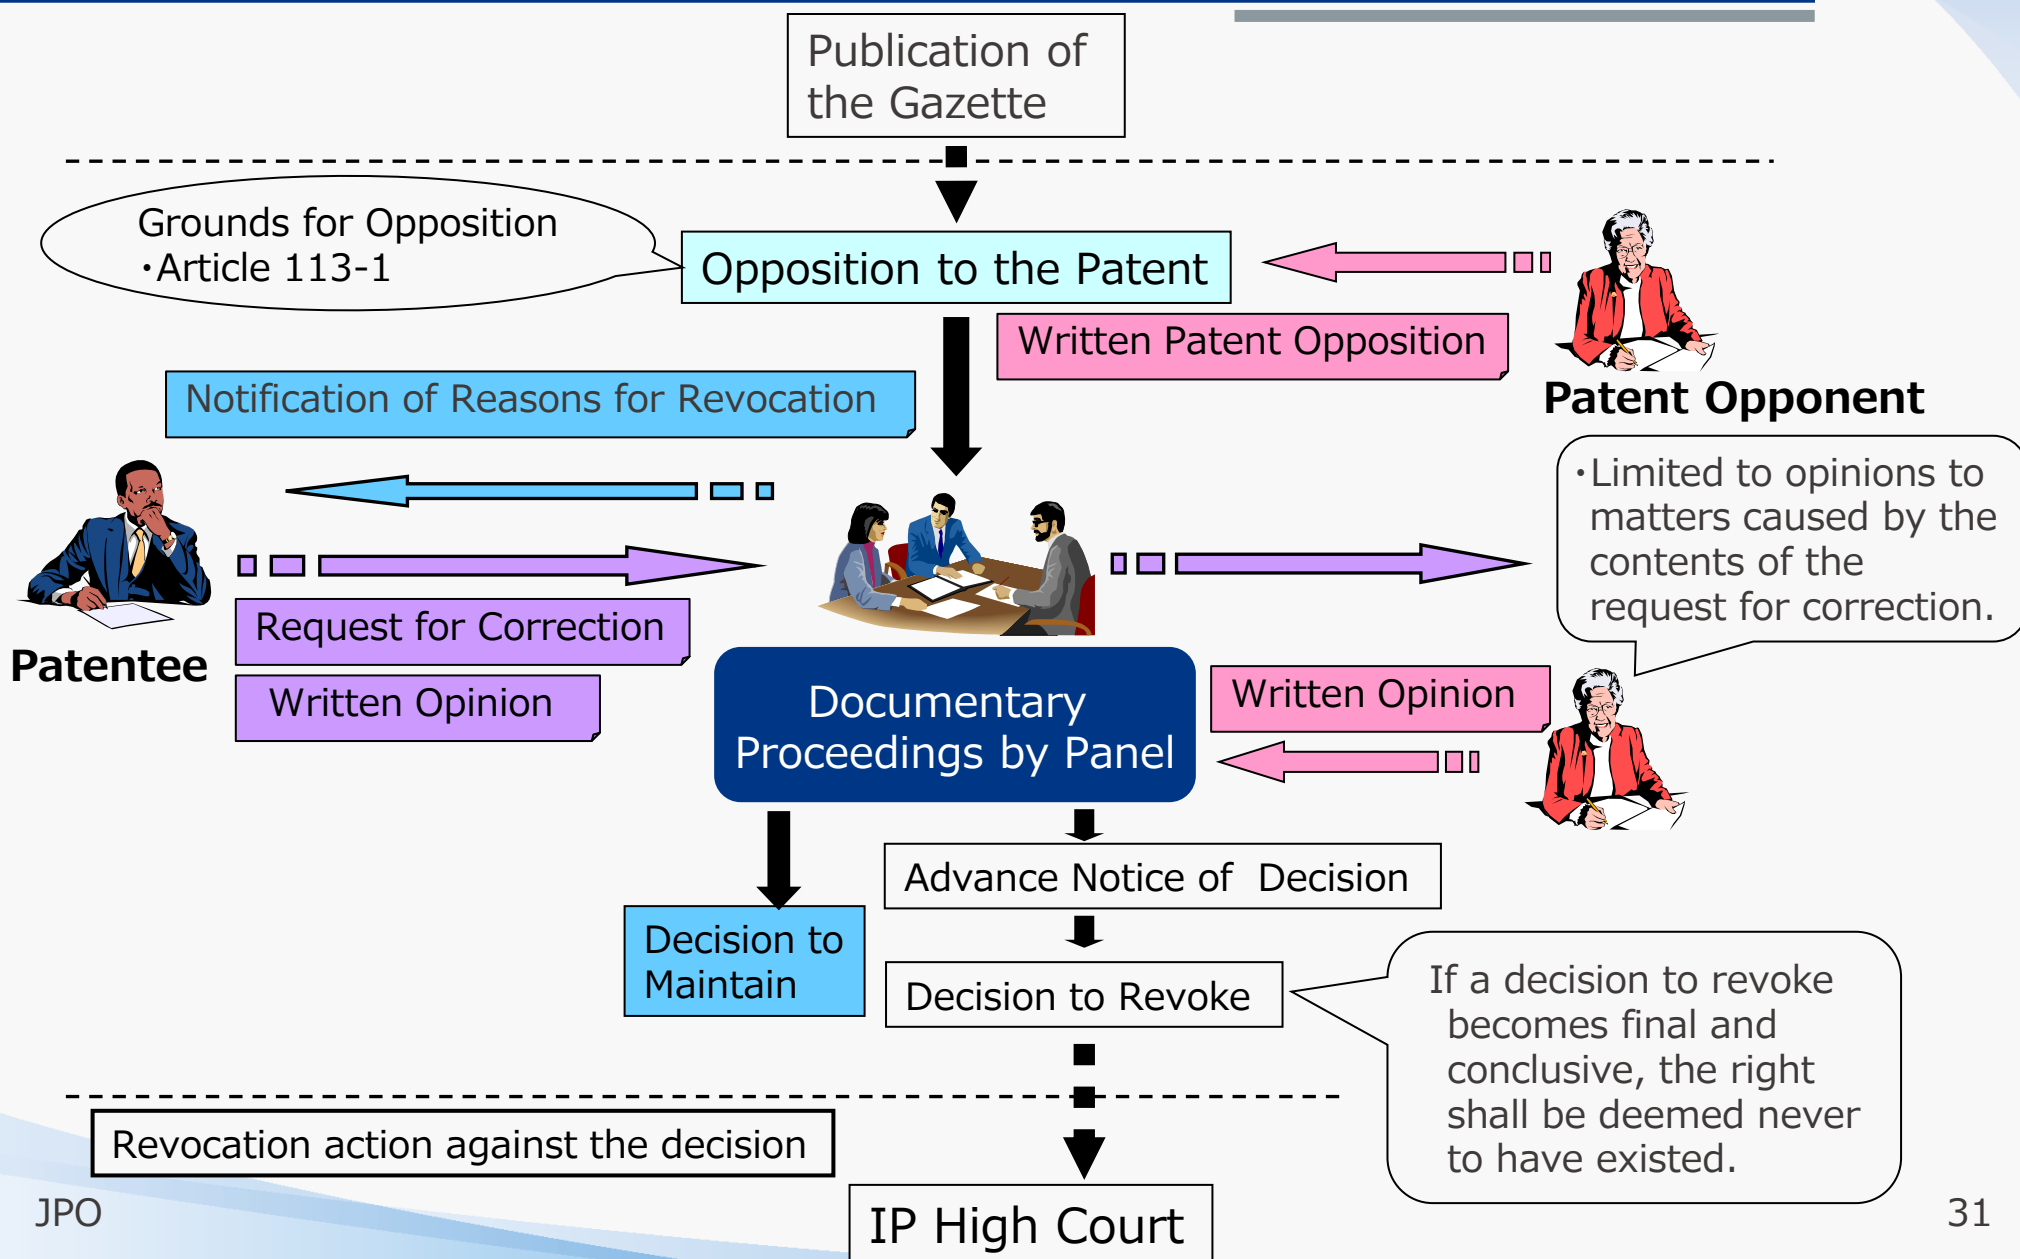 Publication of
the Gazette
Grounds for Opposition
・Article 113-1
Opposition to the Patent
Written Patent Opposition
Patent Opponent
Notification of Reasons for Revocation
・Limited to opinions to
matters caused by the
contents of the
request for correction.
Patentee
Request for Correction
Written Opinion
Documentary
Proceedings by Panel
Written Opinion
Advance Notice of Decision
Decision to
Maintain
Decision to Revoke
If a decision to revoke
becomes final and
conclusive, the right
shall be deemed never
to have existed.
Revocation action against the decision
IP High Court
JPO
31